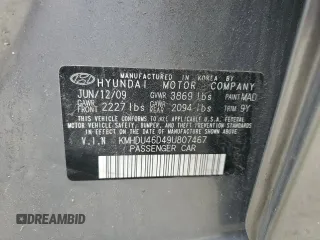 MANUFACTURED IN KOREA BY
HYUNDAI MOTOR COMPANY
JUN/12/09 GVWR 3869 lbs PAINT MAD
GAWR FRONT 2227 lbs GAWR REAR 2094 lbs TRIM 9Y
THIS VEHICLE CONFORMS TO ALL APPLICABLE
FEDERAL MOTOR VEHICLE SAFETY, BUMPER, AND
THEFT PREVENTION STANDARDS IN EFFECT ON THE
DATE OF MANUFACTURE SHOWN ABOVE.
V.I.N KMHDU46D49U807467
PASSENGER CAR